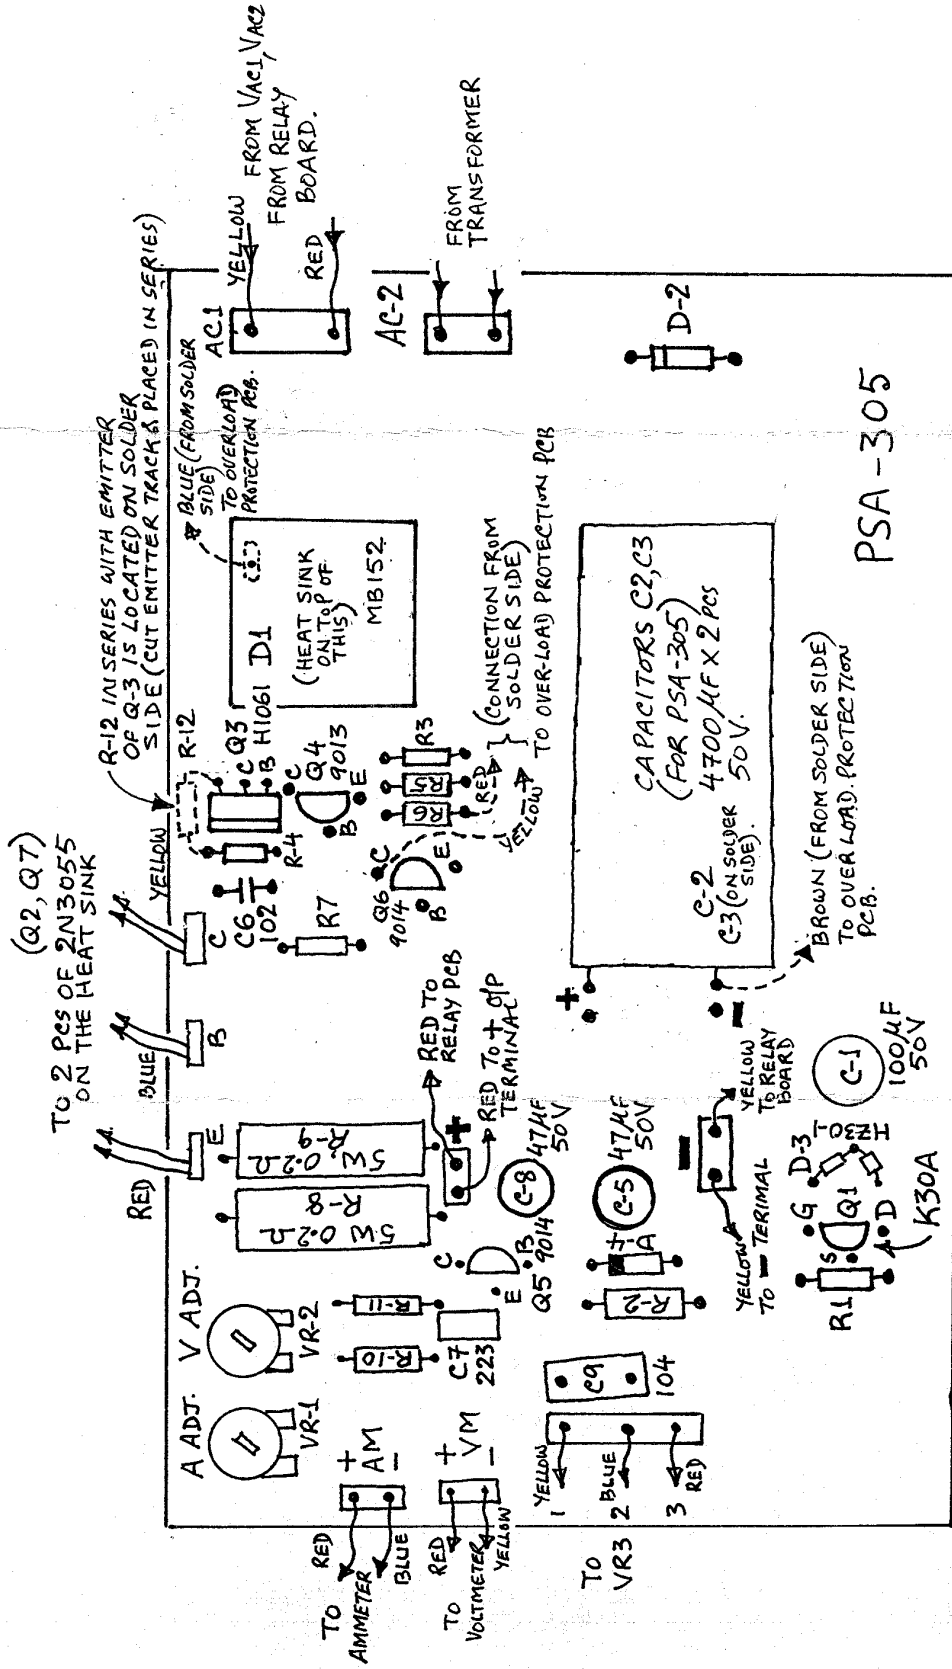 TO 2 PCS OF 2N3055 (Q2, Q7)
ON THE HEAT SINK
RED
BLUE
YELLOW
E
B
C
R-12 IN SERIES WITH EMITTER
OF Q-3 IS LOCATED ON SOLDER
SIDE (CUT EMITTER TRACK & PLACED IN SERIES)
A ADJ.
VR-1
V ADJ.
VR-2
5W 0.2Ω
R-8
5W 0.2Ω
R-9
C6
102
R-4
R-12
C Q3
B H1061
R7
C
Q4
9013
B
E
D1
(HEAT SINK
ON TOP OF
THIS)
MB152
BLUE (FROM SOLDER
SIDE)
TO OVERLOAD
PROTECTION PCB.
AC1
YELLOW
RED
FROM VAC1, VAC2
FROM RELAY
BOARD.
AC-2
FROM
TRANSFORMER
TO
AMMETER
RED
BLUE
+
AM
-
R-10
R-11
TO
VOLTMETER
RED
YELLOW
+
VM
-
C7
223
C
B
E
Q5
9014
+
RED TO
RELAY PCB
RED TO + O/P
TERMINAL
C-8
47µF
50V
Q6
9014
C
B
E
R6
R5
R3
RED
YELLOW
(CONNECTION FROM
SOLDER SIDE)
TO OVER-LOAD PROTECTION PCB
TO
VR3
1
YELLOW
2
BLUE
3
RED
C9
104
R-2
+
A
C-5
47µF
50V
+
-
CAPACITORS C2, C3
(FOR PSA-305)
4700µF X 2 PCS
50V.
C-2
C-3 (ON SOLDER
SIDE).
D-2
YELLOW
TO - TERIMAL
-
YELLOW
TO RELAY
BOARD
BROWN (FROM SOLDER SIDE)
TO OVERLOAD. PROTECTION
PCB.
R1
S
G
Q1
D
D-3
HZ30-1
K30A
C-1
100µF
50V
PSA-305